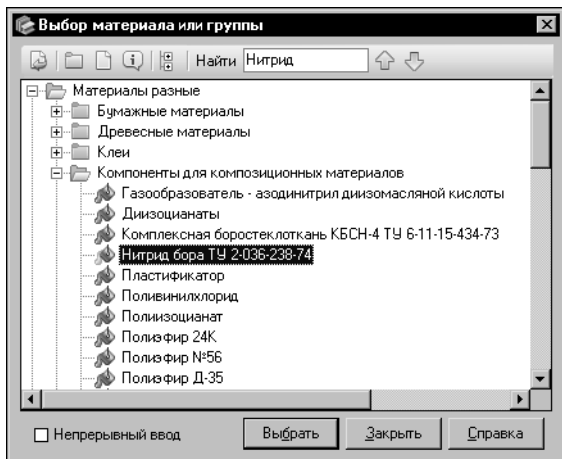 Выбор материала или группы
Найти Нитрид
Материалы разные
Бумажные материалы
Древесные материалы
Клеи
Компоненты для композиционных материалов
Газообразователь - азодинитрил диизомасляной кислоты
Диизоцианаты
Комплексная боростеклоткань КБСН-4 ТУ 6-11-15-434-73
Нитрид бора ТУ 2-036-238-74
Пластификатор
Поливинилхлорид
Полиизоцианат
Полиэфир 24К
Полиэфир №56
Полиэфир Д-35
Непрерывный ввод Выбрать Закрыть Справка